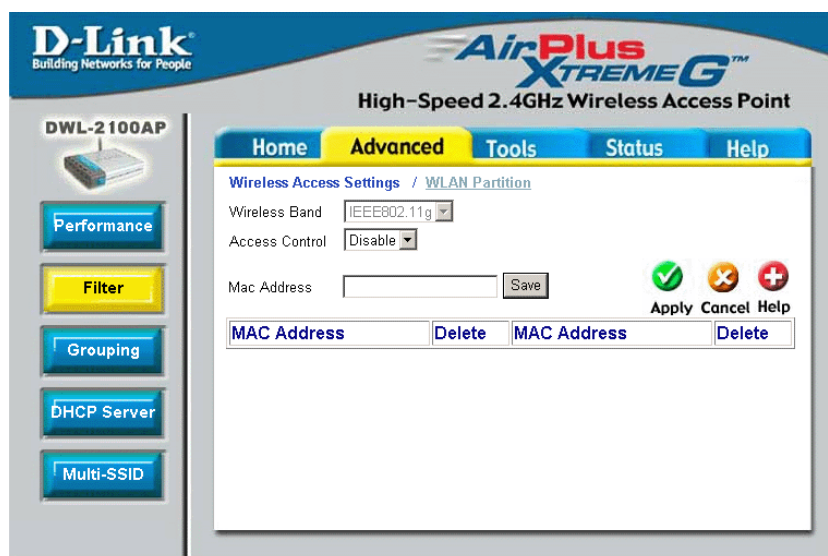 D-Link®
Building Networks for People
AirPlus
XTREME G™
High-Speed 2.4GHz Wireless Access Point
DWL-2100AP
Home Advanced Tools Status Help
Wireless Access Settings / WLAN Partition
Wireless Band IEEE802.11g
Access Control Disable
Mac Address Save
Apply Cancel Help
MAC Address Delete MAC Address Delete
Performance
Filter
Grouping
DHCP Server
Multi-SSID